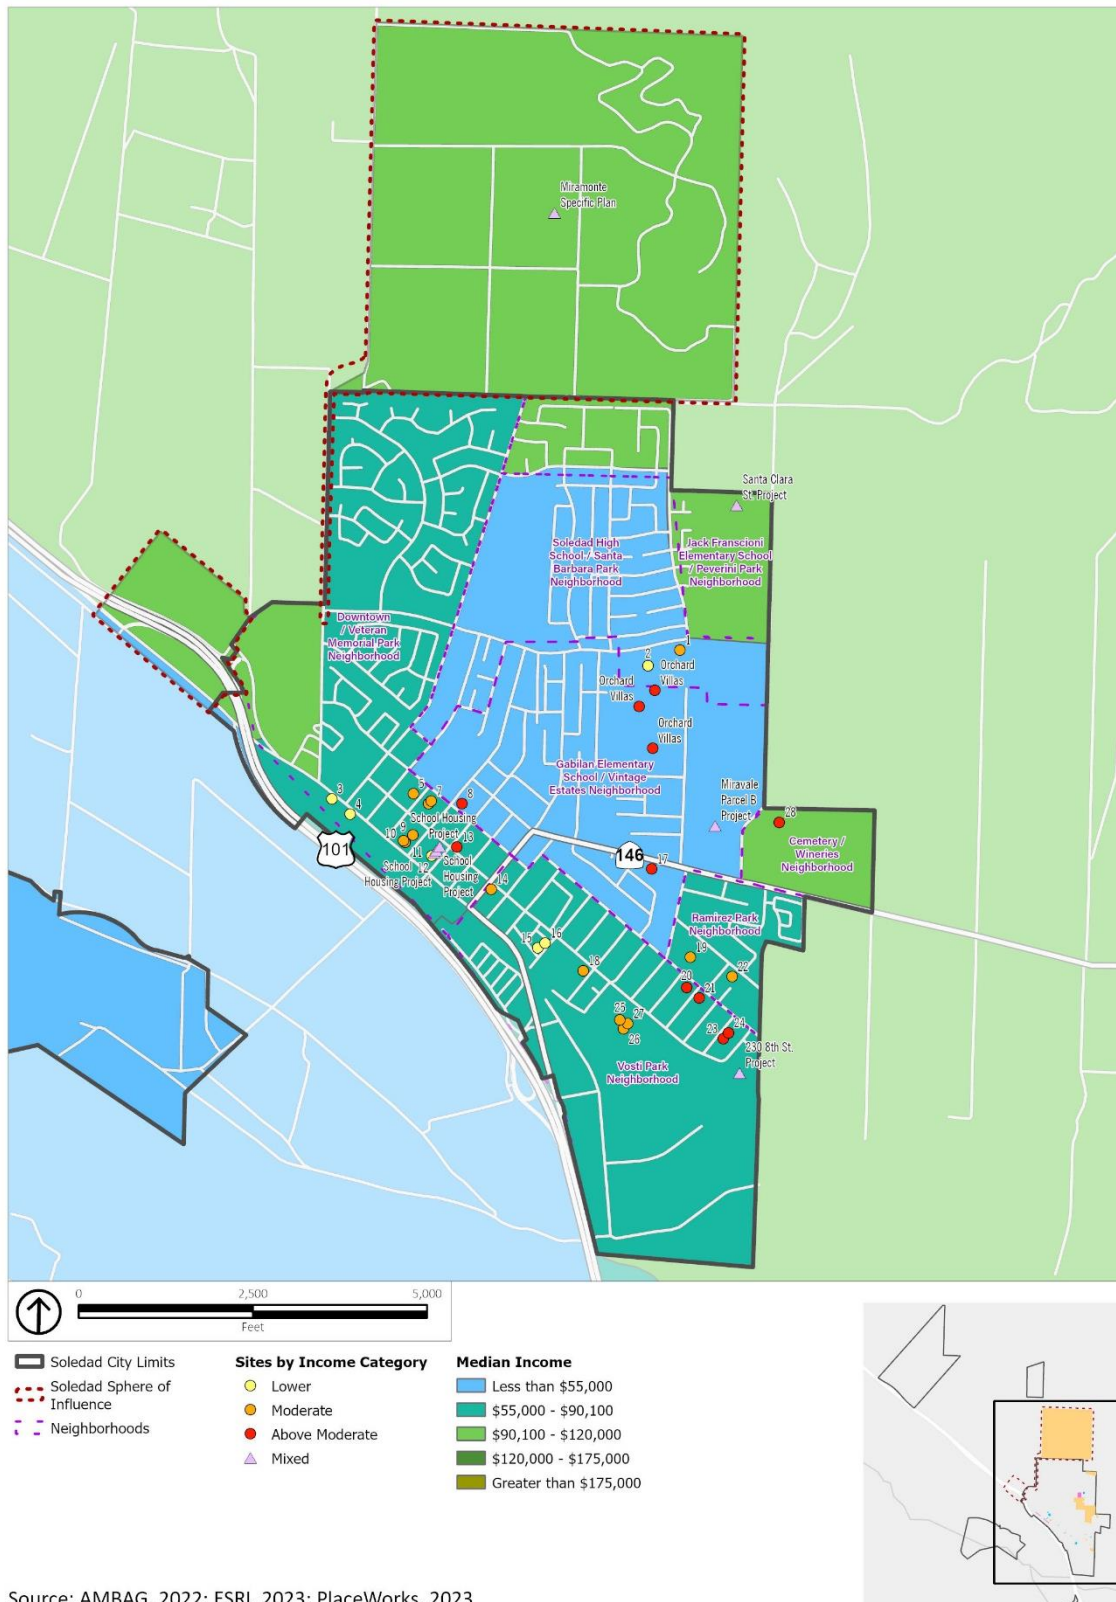 Miramonte
Specific Plan
Santa Clara
St. Project
Soledad High
School / Santa
Barbara Park
Neighborhood
Jack Franscioni
Elementary School
/ Peverini Park
Neighborhood
Downtown
/ Veteran
Memorial Park
Neighborhood
1
2
Orchard
Villas
Orchard
Villas
Orchard
Villas
Gabilan Elementary
School / Vintage
Estates Neighborhood
Miravale
Parcel B
Project
3
4
5
7
8
School Housing
Project
9
10
11
12
13
School
Housing Project
School
Housing
Project
14
101
146
17
28
Cemetery /
Wineries
Neighborhood
Ramirez Park
Neighborhood
15
16
18
19
20
21
22
23
24
25
26
27
230 8th St.
Project
Vosti Park
Neighborhood
0 2,500 5,000
Feet
Soledad City Limits
Soledad Sphere of
Influence
Neighborhoods
Sites by Income Category
Lower
Moderate
Above Moderate
Mixed
Median Income
Less than $55,000
$55,000 - $90,100
$90,100 - $120,000
$120,000 - $175,000
Greater than $175,000
Source: AMBAG, 2022; ESRI, 2023; PlaceWorks, 2023